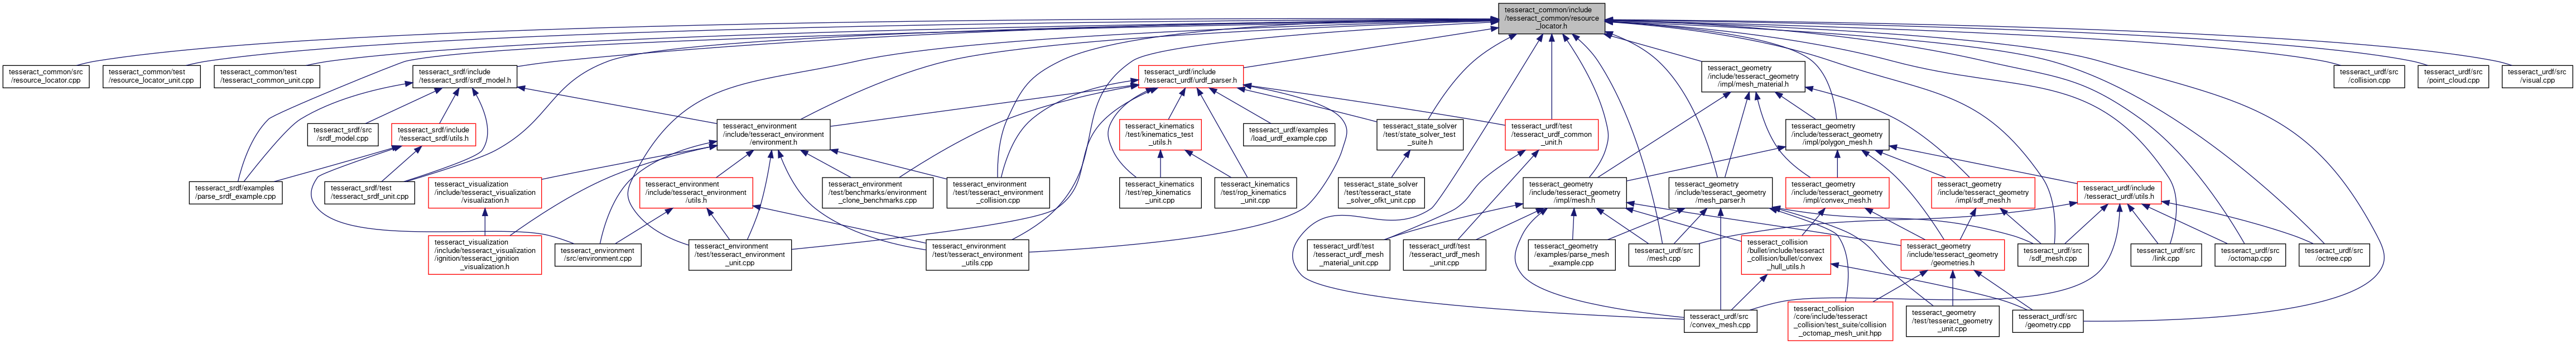 tesseract_common/include
/tesseract_common/resource
_locator.h
tesseract_common/src
/resource_locator.cpp
tesseract_common/test
/resource_locator_unit.cpp
tesseract_common/test
/tesseract_common_unit.cpp
tesseract_srdf/include
/tesseract_srdf/srdf_model.h
tesseract_urdf/include
/tesseract_urdf/urdf_parser.h
tesseract_geometry
/include/tesseract_geometry
/impl/mesh_material.h
tesseract_urdf/src
/collision.cpp
tesseract_urdf/src
/point_cloud.cpp
tesseract_urdf/src
/visual.cpp
tesseract_srdf/src
/srdf_model.cpp
tesseract_srdf/include
/tesseract_srdf/utils.h
tesseract_environment
/include/tesseract_environment
/environment.h
tesseract_kinematics
/test/kinematics_test
_utils.h
tesseract_urdf/examples
/load_urdf_example.cpp
tesseract_state_solver
/test/state_solver_test
_suite.h
tesseract_urdf/test
/tesseract_urdf_common
_unit.h
tesseract_geometry
/include/tesseract_geometry
/impl/polygon_mesh.h
tesseract_srdf/examples
/parse_srdf_example.cpp
tesseract_srdf/test
/tesseract_srdf_unit.cpp
tesseract_visualization
/include/tesseract_visualization
/visualization.h
tesseract_environment
/include/tesseract_environment
/utils.h
tesseract_environment
/test/benchmarks/environment
_clone_benchmarks.cpp
tesseract_environment
/test/tesseract_environment
_collision.cpp
tesseract_kinematics
/test/rep_kinematics
_unit.cpp
tesseract_kinematics
/test/rop_kinematics
_unit.cpp
tesseract_state_solver
/test/tesseract_state
_solver_ofkt_unit.cpp
tesseract_geometry
/include/tesseract_geometry
/impl/mesh.h
tesseract_geometry
/include/tesseract_geometry
/mesh_parser.h
tesseract_geometry
/include/tesseract_geometry
/impl/convex_mesh.h
tesseract_geometry
/include/tesseract_geometry
/impl/sdf_mesh.h
tesseract_urdf/include
/tesseract_urdf/utils.h
tesseract_visualization
/include/tesseract_visualization
/ignition/tesseract_ignition
_visualization.h
tesseract_environment
/src/environment.cpp
tesseract_environment
/test/tesseract_environment
_unit.cpp
tesseract_environment
/test/tesseract_environment
_utils.cpp
tesseract_urdf/test
/tesseract_urdf_mesh
_material_unit.cpp
tesseract_urdf/test
/tesseract_urdf_mesh
_unit.cpp
tesseract_geometry
/examples/parse_mesh
_example.cpp
tesseract_urdf/src
/mesh.cpp
tesseract_collision
/bullet/include/tesseract
_collision/bullet/convex
_hull_utils.h
tesseract_geometry
/include/tesseract_geometry
/geometries.h
tesseract_urdf/src
/sdf_mesh.cpp
tesseract_urdf/src
/link.cpp
tesseract_urdf/src
/octomap.cpp
tesseract_urdf/src
/octree.cpp
tesseract_urdf/src
/convex_mesh.cpp
tesseract_collision
/core/include/tesseract
_collision/test_suite/collision
_octomap_mesh_unit.hpp
tesseract_geometry
/test/tesseract_geometry
_unit.cpp
tesseract_urdf/src
/geometry.cpp